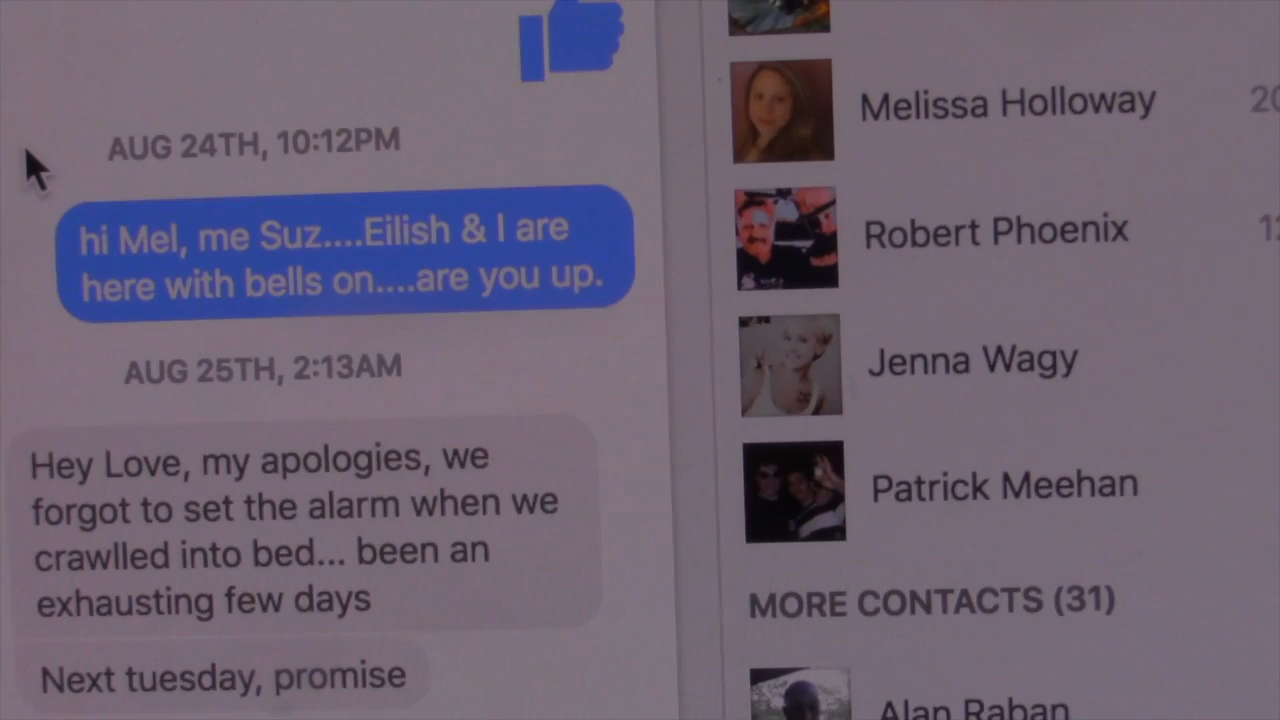 AUG 24TH, 10:12PM
hi Mel, me Suz....Eilish & I are
here with bells on....are you up.
AUG 25TH, 2:13AM
Hey Love, my apologies, we
forgot to set the alarm when we
crawlled into bed... been an
exhausting few days
Next tuesday, promise
Melissa Holloway
Robert Phoenix
Jenna Wagy
Patrick Meehan
MORE CONTACTS (31)
Alan Raban